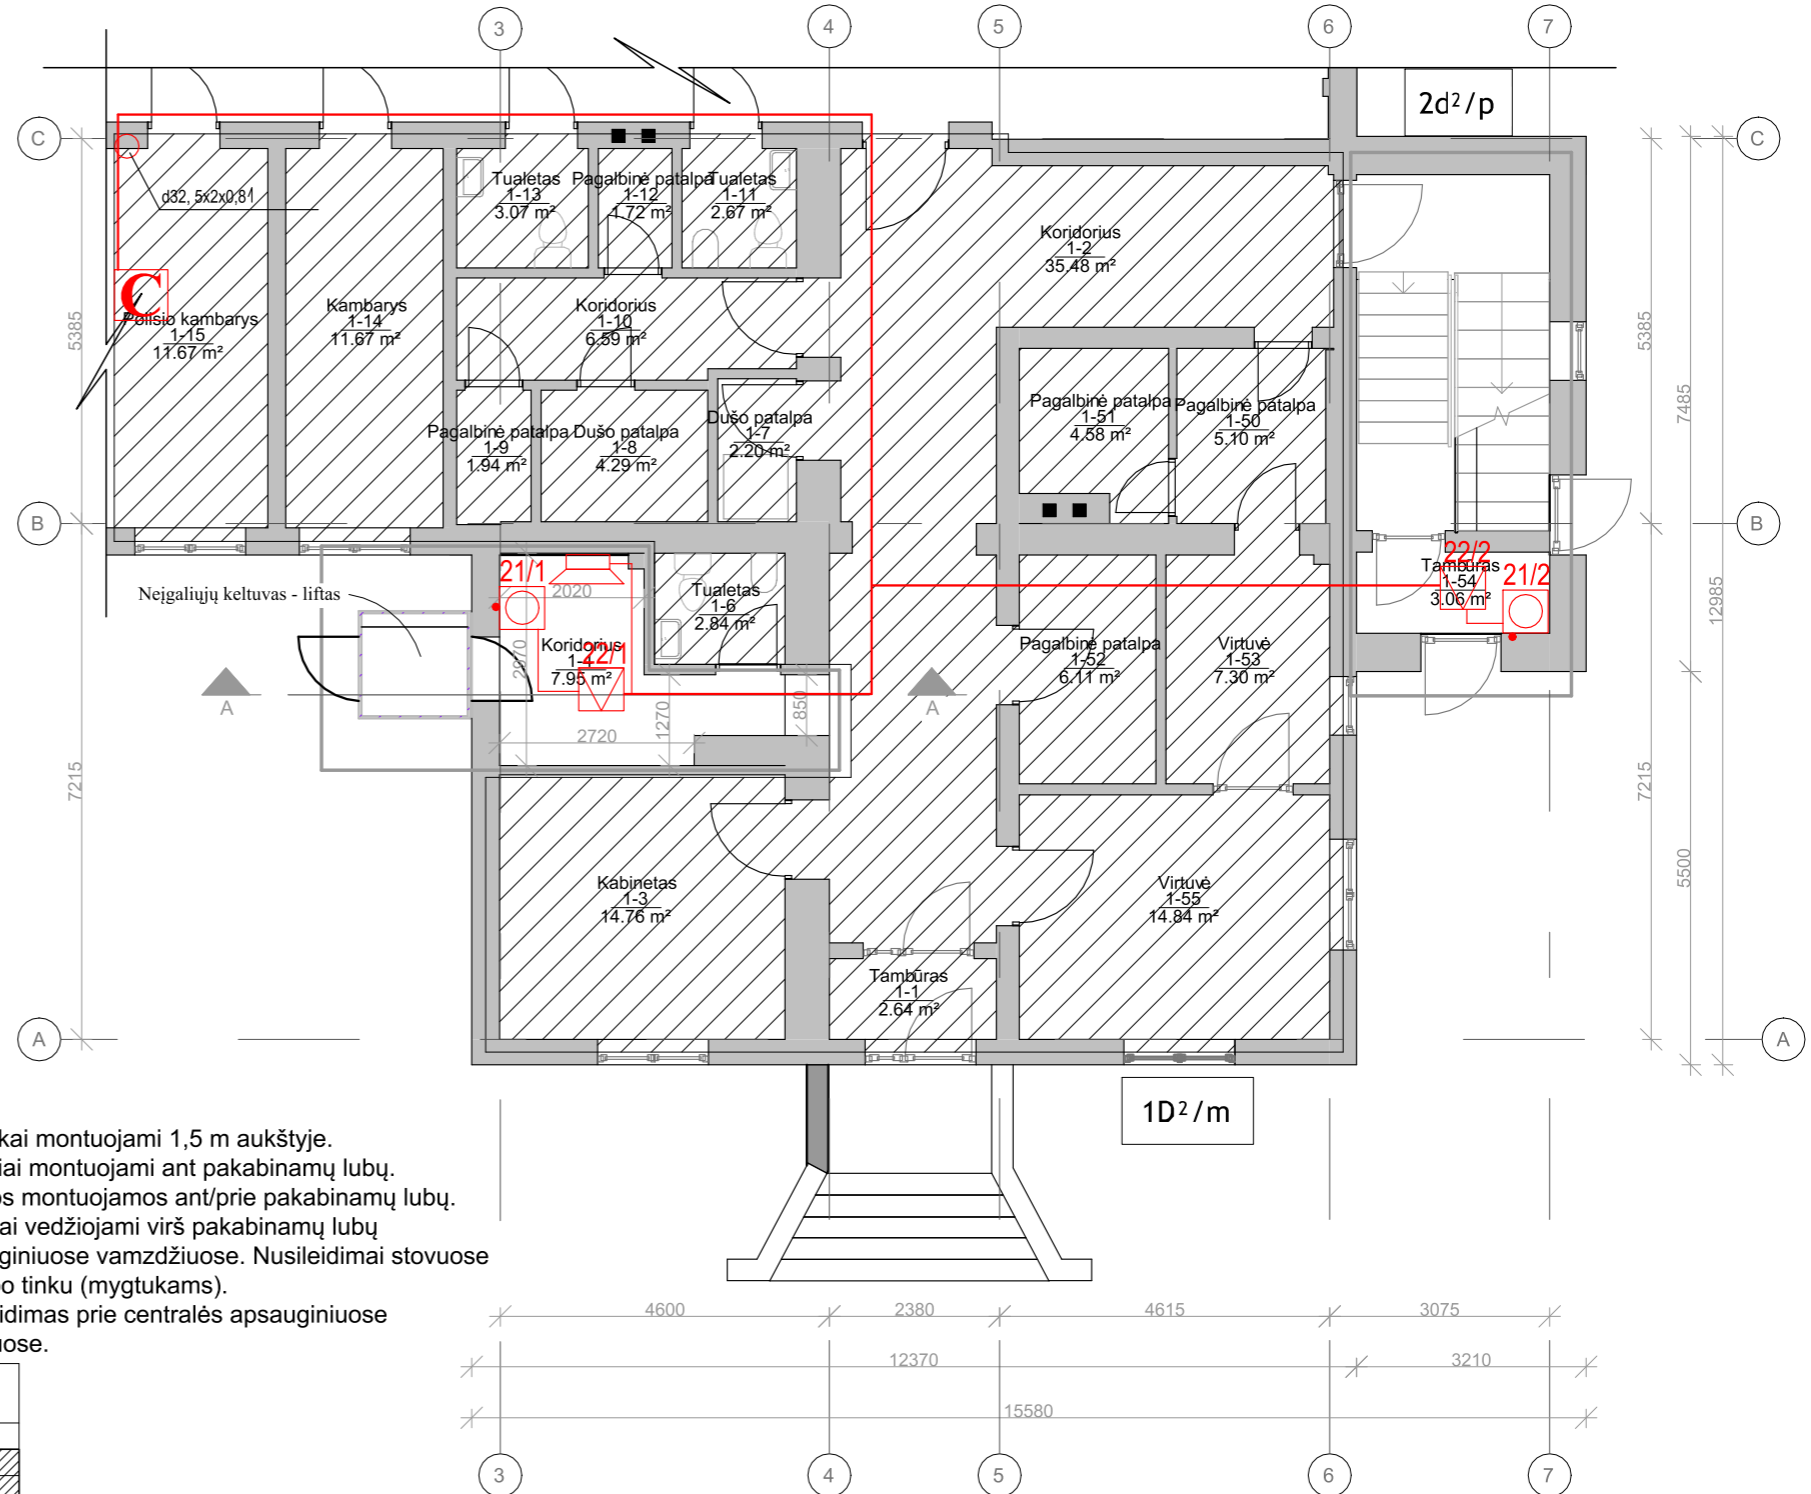 3
4
5
6
7
2d²/p
C
C
d32, 5x2x0,8
Tualetas
1-13
3.07 m²
Pagalbinė patalpa
1-12
1.72 m²
Tualetas
1-11
2.67 m²
Koridorius
1-2
35.48 m²
C
Polisio kambarys
1-15
11.67 m²
Kambarys
1-14
11.67 m²
Koridorius
1-10
6.59 m²
5385
5385
7485
Pagalbinė patalpa
1-9
1.94 m²
Dušo patalpa
1-8
4.29 m²
Dušo patalpa
1-7
2.20 m²
Pagalbinė patalpa
1-51
4.58 m²
Pagalbinė patalpa
1-50
5.10 m²
B
B
21/1
2020
Neįgaliųjų keltuvas - liftas
Tualetas
1-6
2.84 m²
22/2
21/2
Tambūras
1-54
3.06 m²
12985
Koridorius
22/1
7.95 m²
2970
Pagalbinė patalpa
1-52
6.11 m²
Virtuvė
1-53
7.30 m²
A
A
2720
1270
850
7215
7215
5500
Kabinetas
1-3
14.76 m²
Virtuvė
1-55
14.84 m²
Tambūras
1-1
2.64 m²
A
A
1D²/m
kai montuojami 1,5 m aukštyje.
iai montuojami ant pakabinamų lubų.
os montuojamos ant/prie pakabinamų lubų.
ai vedžiojami virš pakabinamų lubų
ginuose vamzdžiuose. Nusileidimai stovuose
o tinku (mygtukams).
idimas prie centralės apsauginiuose
uose.
4600
2380
4615
3075
12370
3210
15580
3
4
5
6
7